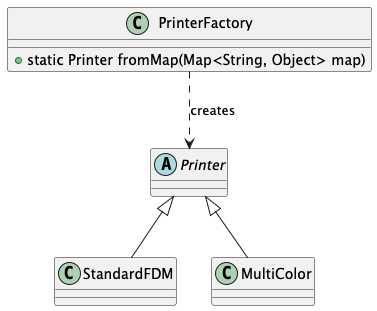 C PrinterFactory
static Printer fromMap(Map<String, Object> map)
creates
A Printer
C StandardFDM
C MultiColor